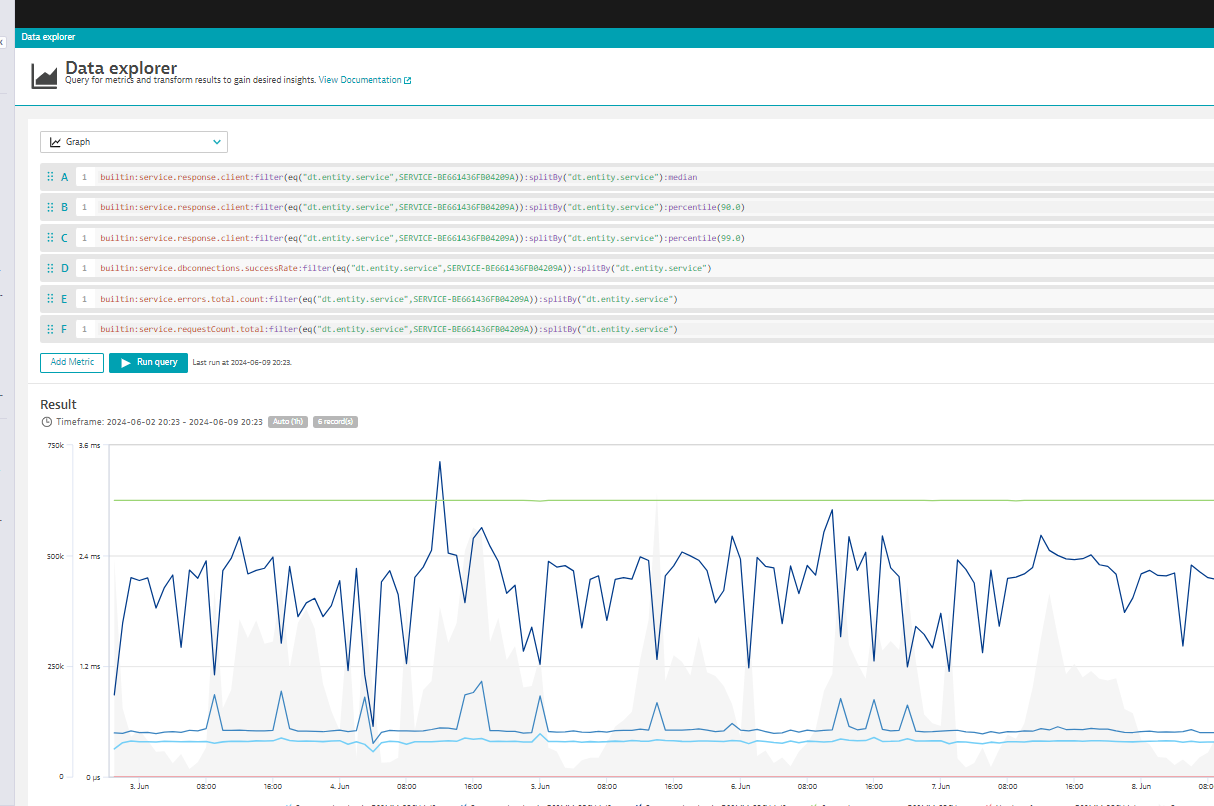 Data explorer
Data explorer
Query for metrics and transform results to gain desired insights. View Documentation
Graph
A 1 builtin:service.response.client:filter(eq("dt.entity.service",SERVICE-BE661436FB04209A)):splitBy("dt.entity.service"):median
B 1 builtin:service.response.client:filter(eq("dt.entity.service",SERVICE-BE661436FB04209A)):splitBy("dt.entity.service"):percentile(90.0)
C 1 builtin:service.response.client:filter(eq("dt.entity.service",SERVICE-BE661436FB04209A)):splitBy("dt.entity.service"):percentile(99.0)
D 1 builtin:service.dbconnections.successRate:filter(eq("dt.entity.service",SERVICE-BE661436FB04209A)):splitBy("dt.entity.service")
E 1 builtin:service.errors.total.count:filter(eq("dt.entity.service",SERVICE-BE661436FB04209A)):splitBy("dt.entity.service")
F 1 builtin:service.requestCount.total:filter(eq("dt.entity.service",SERVICE-BE661436FB04209A)):splitBy("dt.entity.service")
Add Metric Run query Last run at 2024-06-09 20:23.
Result
Timeframe: 2024-06-02 20:23 - 2024-06-09 20:23 Auto (1h) 6 record(s)
750k 3.6 ms
500k 2.4 ms
250k 1.2 ms
0 0 µs
3. Jun 08:00 16:00 4. Jun 08:00 16:00 5. Jun 08:00 16:00 6. Jun 08:00 16:00 7. Jun 08:00 16:00 8. Jun